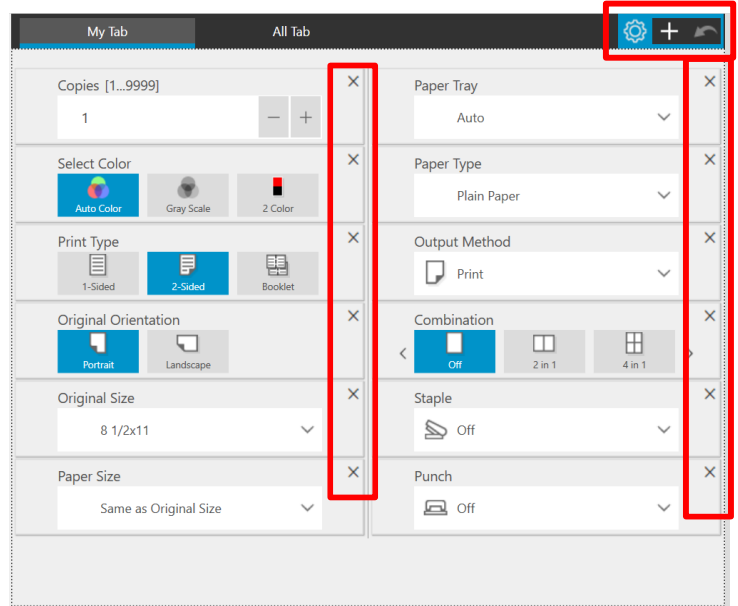 My Tab
All Tab
Copies [1...9999]
1
Select Color
Auto Color
Gray Scale
2 Color
Print Type
1-Sided
2-Sided
Booklet
Original Orientation
Portrait
Landscape
Original Size
8 1/2x11
Paper Size
Same as Original Size
Paper Tray
Auto
Paper Type
Plain Paper
Output Method
Print
Combination
Off
2 in 1
4 in 1
Staple
Off
Punch
Off